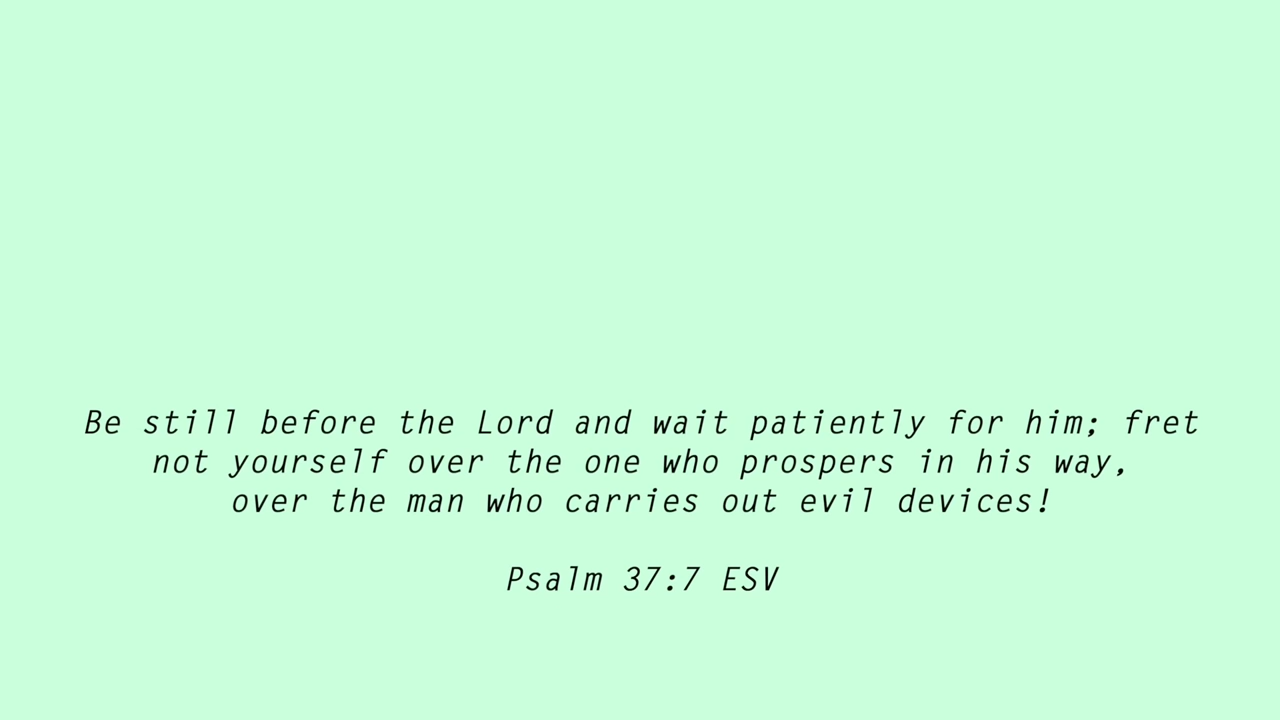 Be still before the Lord and wait patiently for him; fret
not yourself over the one who prospers in his way,
over the man who carries out evil devices!
Psalm 37:7 ESV